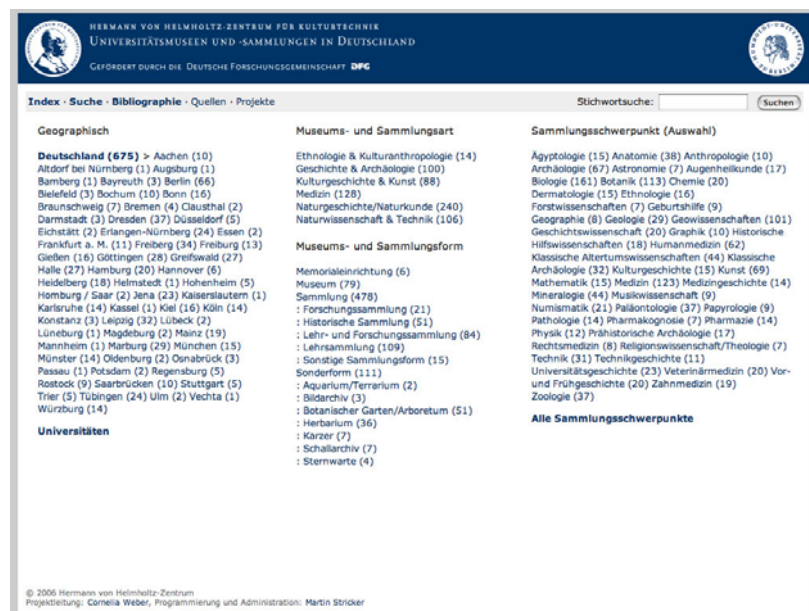 HERMANN VON HELMHOLTZ-ZENTRUM FÜR KULTURTECHNIK
UNIVERSITÄTSMUSEEN UND -SAMMLUNGEN IN DEUTSCHLAND
GEFÖRDERT DURCH DIE DEUTSCHE FORSCHUNGSGEMEINSCHAFT DFG
Index · Suche · Bibliographie · Quellen · Projekte
Stichwortsuche:
Suchen
Geographisch
Deutschland (675) > Aachen (10)
Altdorf bei Nürnberg (1) Augsburg (1)
Bamberg (1) Bayreuth (3) Berlin (66)
Bielefeld (3) Bochum (10) Bonn (16)
Braunschweig (7) Bremen (4) Clausthal (2)
Darmstadt (3) Dresden (37) Düsseldorf (5)
Eichstätt (2) Erlangen-Nürnberg (24) Essen (2)
Frankfurt a. M. (11) Freiberg (34) Freiburg (13)
Gießen (16) Göttingen (28) Greifswald (27)
Halle (27) Hamburg (20) Hannover (6)
Heidelberg (18) Helmstedt (1) Hohenheim (5)
Homburg / Saar (2) Jena (23) Kaiserslautern (1)
Karlsruhe (14) Kassel (1) Kiel (16) Köln (14)
Konstanz (3) Leipzig (32) Lübeck (2)
Lüneburg (1) Magdeburg (2) Mainz (19)
Mannheim (1) Marburg (29) München (15)
Münster (14) Oldenburg (2) Osnabrück (3)
Passau (1) Potsdam (2) Regensburg (5)
Rostock (9) Saarbrücken (10) Stuttgart (5)
Trier (5) Tübingen (24) Ulm (2) Vechta (1)
Würzburg (14)
Universitäten
Museums- und Sammlungsart
Ethnologie & Kulturanthropologie (14)
Geschichte & Archäologie (100)
Kulturgeschichte & Kunst (88)
Medizin (128)
Naturgeschichte/Naturkunde (240)
Naturwissenschaft & Technik (106)
Museums- und Sammlungsform
Memorialeinrichtung (6)
Museum (79)
Sammlung (478)
: Forschungssammlung (21)
: Historische Sammlung (51)
: Lehr- und Forschungssammlung (84)
: Lehrsammlung (109)
: Sonstige Sammlungsform (15)
Sonderform (111)
: Aquarium/Terrarium (2)
: Bildarchiv (3)
: Botanischer Garten/Arboretum (51)
: Herbarium (36)
: Karzer (7)
: Schallarchiv (7)
: Sternwarte (4)
Sammlungsschwerpunkt (Auswahl)
Ägyptologie (15) Anatomie (38) Anthropologie (10)
Archäologie (67) Astronomie (7) Augenheilkunde (17)
Biologie (161) Botanik (113) Chemie (20)
Dermatologie (15) Ethnologie (16)
Forstwissenschaften (7) Geburtshilfe (9)
Geographie (8) Geologie (29) Geowissenschaften (101)
Geschichtswissenschaft (20) Graphik (10) Historische
Hilfswissenschaften (18) Humanmedizin (62)
Klassische Altertumswissenschaften (44) Klassische
Archäologie (32) Kulturgeschichte (15) Kunst (69)
Mathematik (15) Medizin (123) Medizingeschichte (14)
Mineralogie (44) Musikwissenschaft (9)
Numismatik (21) Paläontologie (37) Papyrologie (9)
Pathologie (14) Pharmakognosie (7) Pharmazie (14)
Physik (12) Prähistorische Archäologie (17)
Rechtsmedizin (8) Religionswissenschaft/Theologie (7)
Technik (31) Technikgeschichte (11)
Universitätsgeschichte (23) Veterinärmedizin (20) Vor-
und Frühgeschichte (20) Zahnmedizin (19)
Zoologie (37)
Alle Sammlungsschwerpunkte
© 2006 Hermann von Helmholtz-Zentrum
Projektleitung: Cornelia Weber, Programmierung und Administration: Martin Stricker